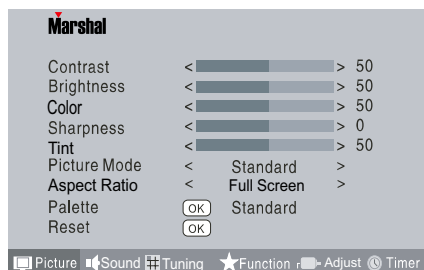 Marshal
Contrast < > 50
Brightness < > 50
Color < > 50
Sharpness < > 0
Tint < > 50
Picture Mode < Standard >
Aspect Ratio < Full Screen >
Palette OK Standard
Reset OK
Picture Sound Tuning Function Adjust Timer